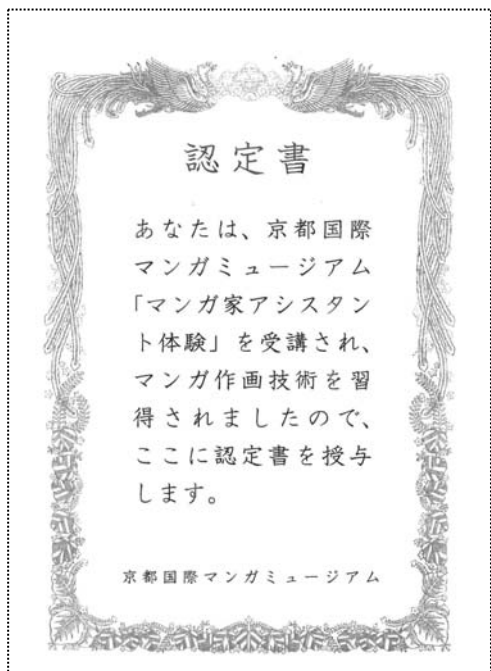 認定書
あなたは、京都国際
マンガミュージアム
「マンガ家アシスタン
ト体験」を受講され、
マンガ作画技術を習
得されましたので、
ここに認定書を授与
します。
京都国際マンガミュージアム